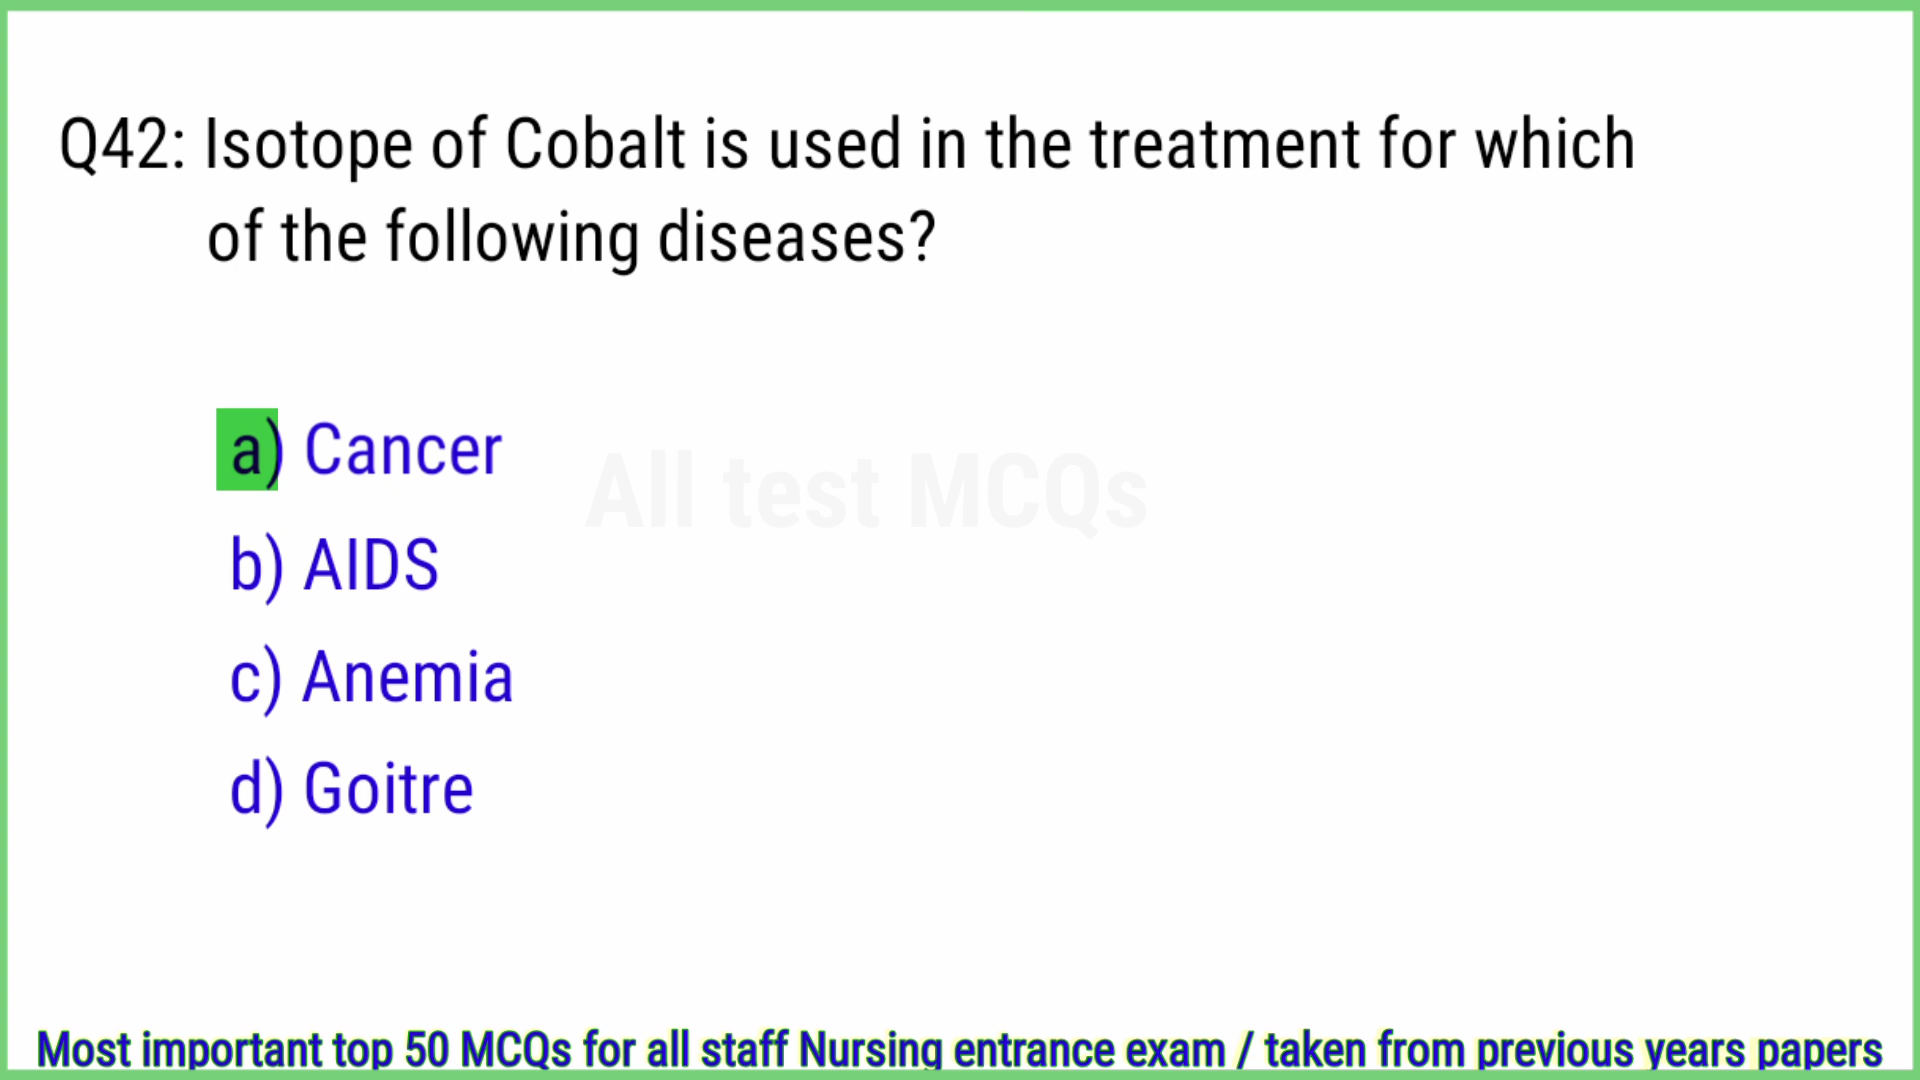 Q42: Isotope of Cobalt is used in the treatment for which
of the following diseases?
a) Cancer
All test MCQs
b) AIDS
c) Anemia
d) Goitre
Most important top 50 MCQs for all staff Nursing entrance exam / taken from previous years papers